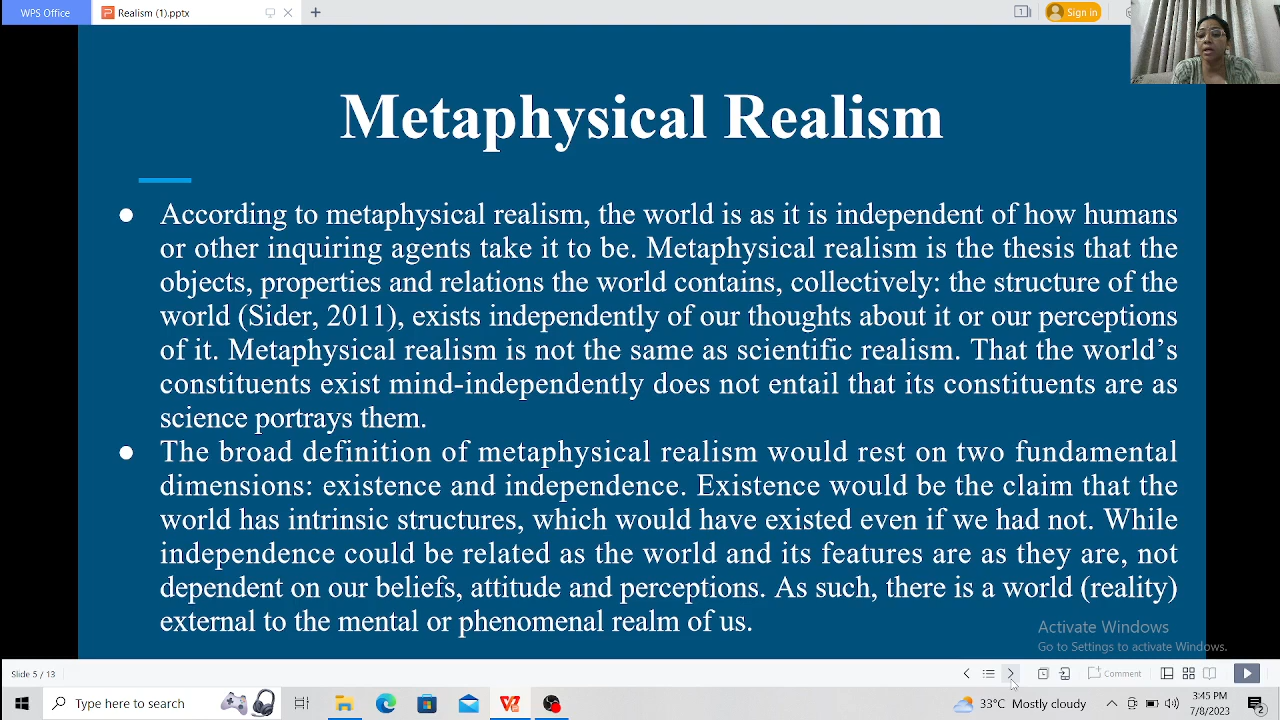 WPS Office
Realism (1).pptx
Sign in
Metaphysical Realism
● According to metaphysical realism, the world is as it is independent of how humans
or other inquiring agents take it to be. Metaphysical realism is the thesis that the
objects, properties and relations the world contains, collectively: the structure of the
world (Sider, 2011), exists independently of our thoughts about it or our perceptions
of it. Metaphysical realism is not the same as scientific realism. That the world’s
constituents exist mind-independently does not entail that its constituents are as
science portrays them.
● The broad definition of metaphysical realism would rest on two fundamental
dimensions: existence and independence. Existence would be the claim that the
world has intrinsic structures, which would have existed even if we had not. While
independence could be related as the world and its features are as they are, not
dependent on our beliefs, attitude and perceptions. As such, there is a world (reality)
external to the mental or phenomenal realm of us.
Activate Windows
Go to Settings to activate Windows.
Slide 5 / 13
Comment
Type here to search
33°C Mostly cloudy
3:45 PM
7/8/2023
2